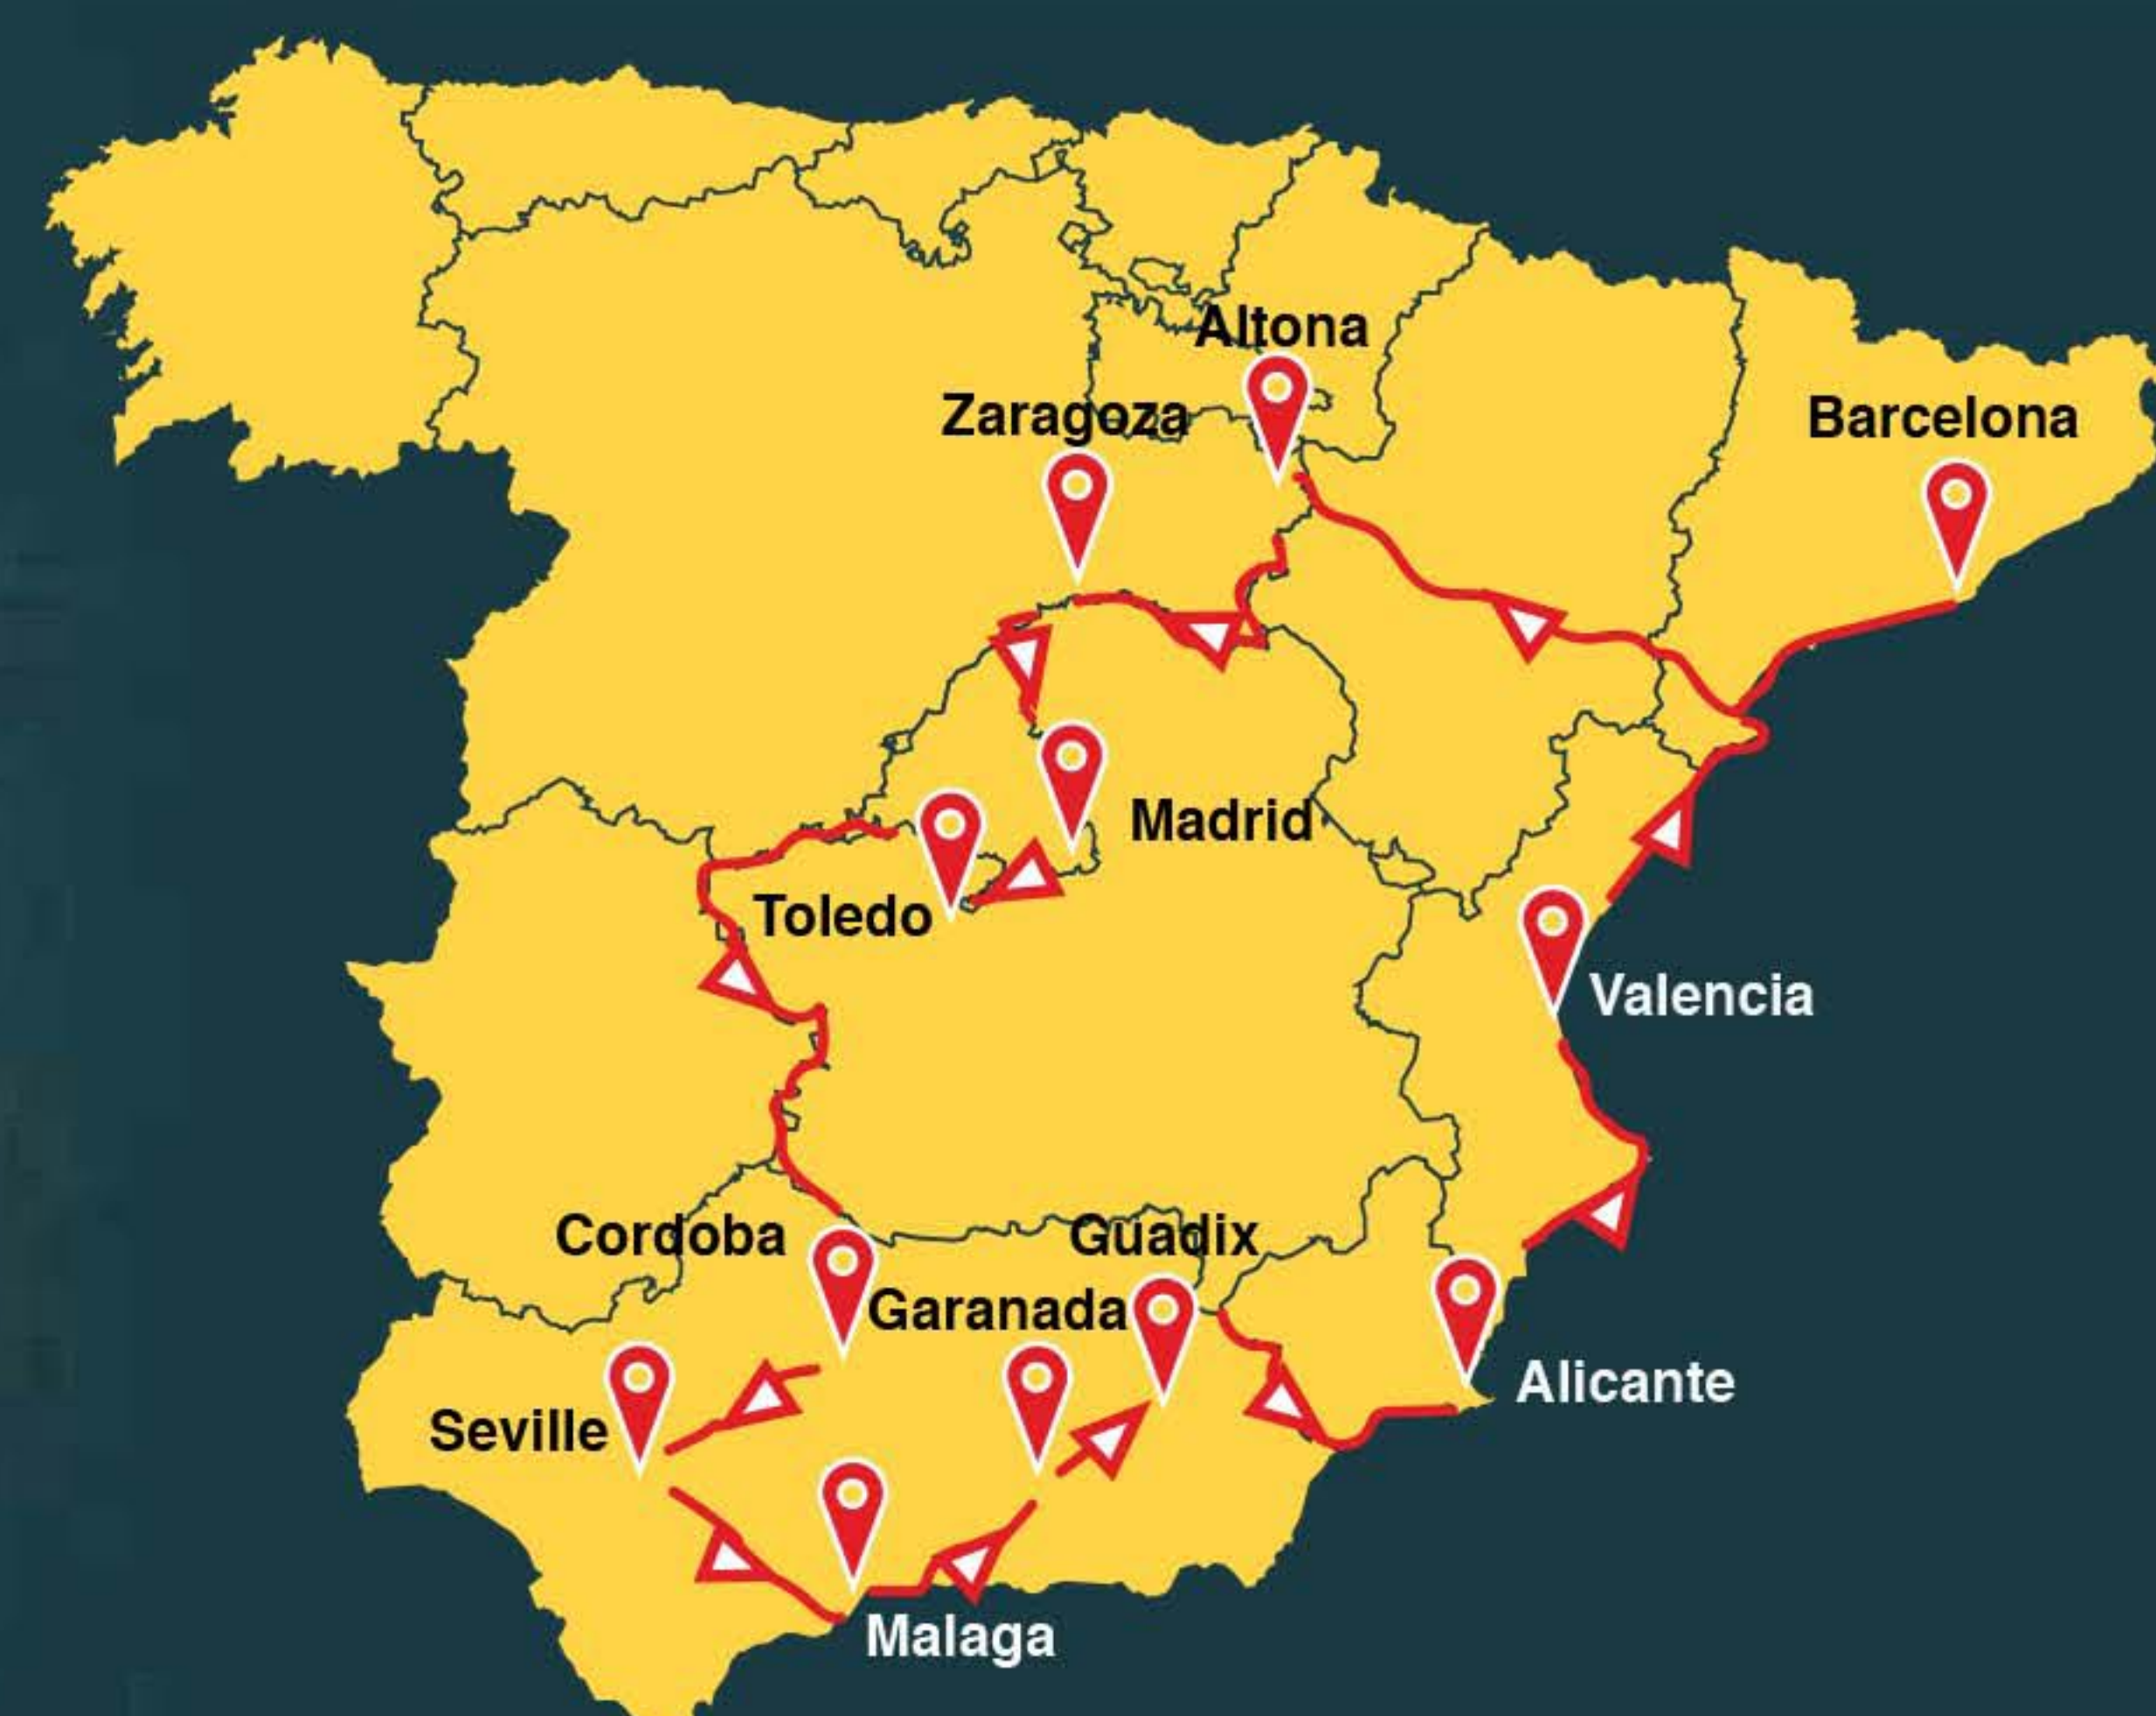 Altona
Zaragoza
Barcelona
Madrid
Toledo
Valencia
Cordoba
Guadix
Garanada
Alicante
Seville
Malaga